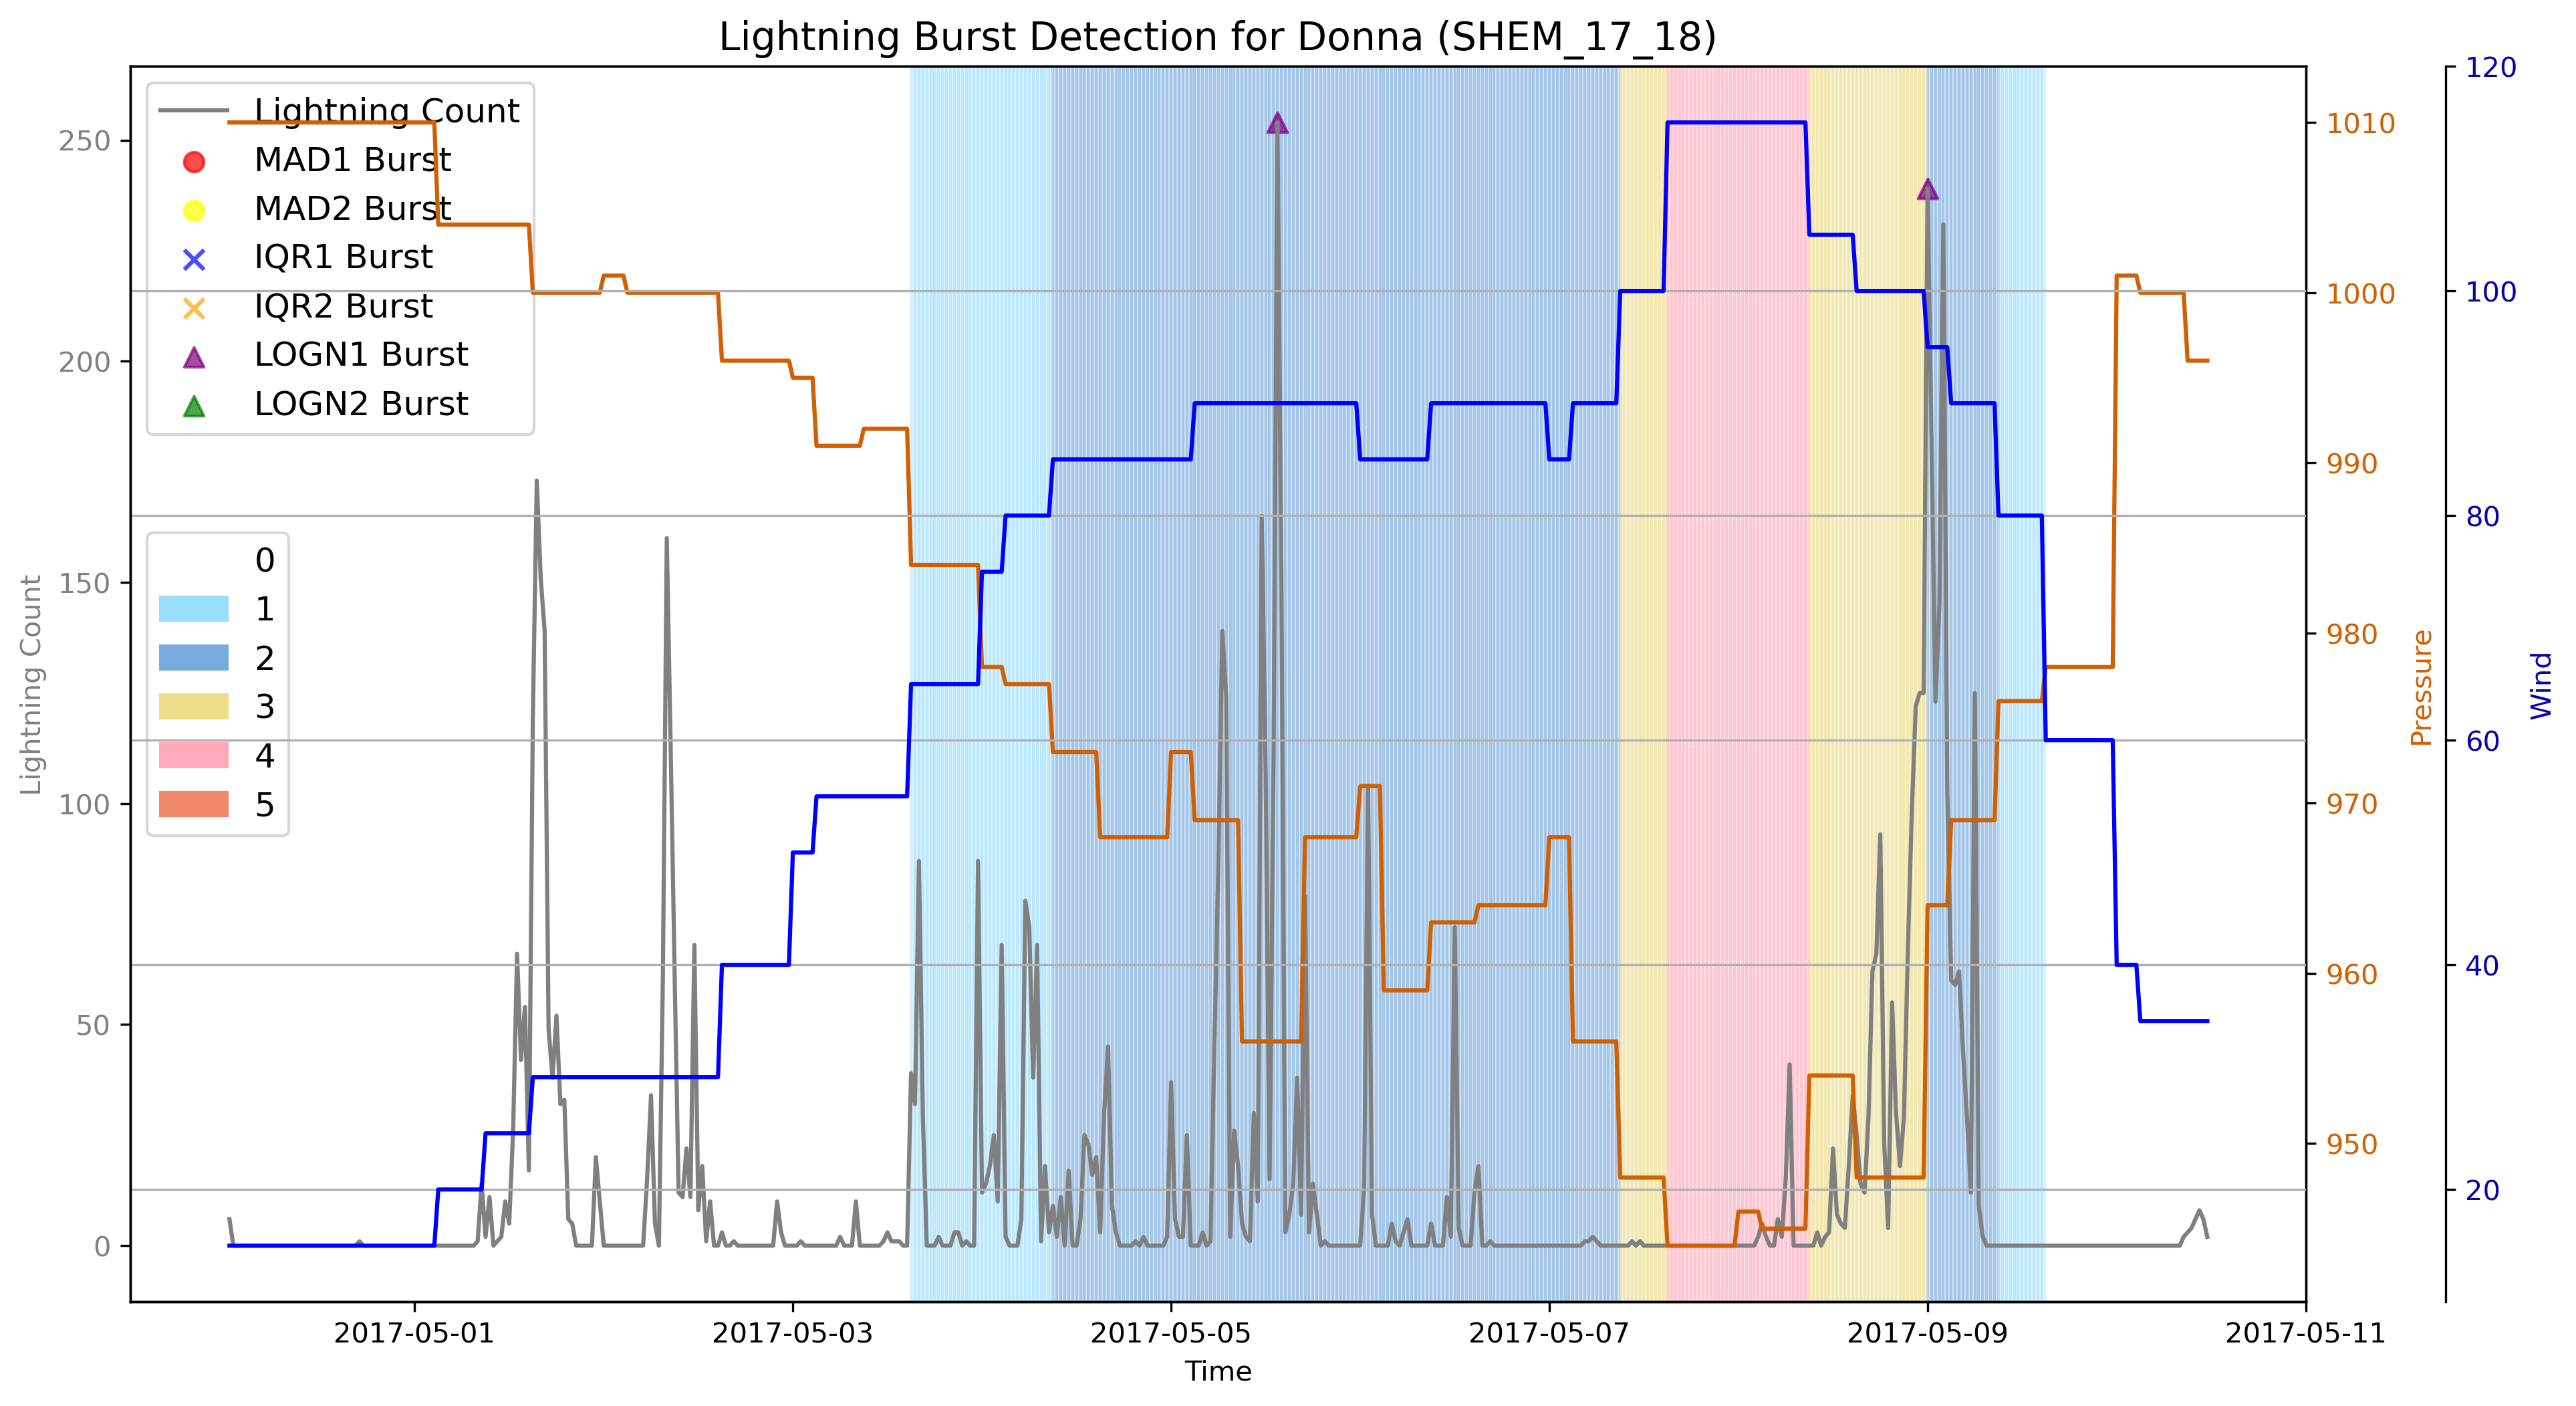 Lightning Burst Detection for Donna (SHEM_17_18)
Lightning Count
MAD1 Burst
MAD2 Burst
IQR1 Burst
IQR2 Burst
LOGN1 Burst
LOGN2 Burst
0
1
2
3
4
5
Lightning Count
250
200
150
100
50
0
2017-05-01
2017-05-03
2017-05-05
2017-05-07
2017-05-09
2017-05-11
Time
1010
1000
990
980
970
960
950
Pressure
120
100
80
60
40
20
Wind